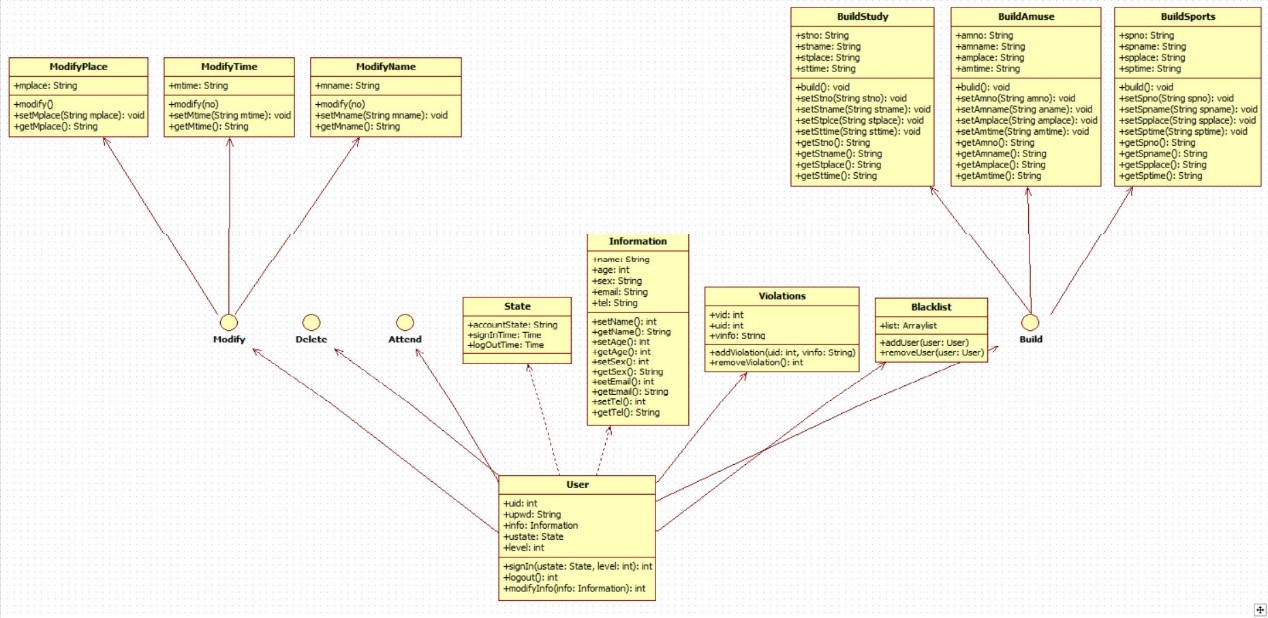 ModifyPlace
+mplace: String
+modify()
+setMplace(String mplace): void
+getMplace(): String
ModifyTime
+mtime: String
+modify(no)
+setMtime(String mtime): void
+getMtime(): String
ModifyName
+mname: String
+modify(no)
+setMname(String mname): void
+getMname(): String
BuildStudy
+stno: String
+stname: String
+stplace: String
+sttime: String
+build(): void
+setStno(String stno): void
+setStname(String stname): void
+setStplce(String stplace): void
+setSttime(String sttime): void
+getStno(): String
+getStname(): String
+getStplace(): String
+getSttime(): String
BuildAmuse
+amno: String
+amname: String
+amplace: String
+amtime: String
+bulid(): void
+setAmno(String amno): void
+setAmname(String aname): void
+setAmplace(String amplace): void
+setAmtime(String amtime): void
+getAmno(): String
+getAmname(): String
+getAmplace(): String
+getAmtime(): String
BuildSports
+spno: String
+spname: String
+spplace: String
+sptime: String
+build(): void
+setSpno(String spno): void
+setSpname(String spname): void
+setSpplace(String spplace): void
+setSptime(String sptime): void
+getSpno(): String
+getSpname(): String
+getSpplace(): String
+getSptime(): String
Modify
Delete
Attend
State
+accountState: String
+signInTime: Time
+logOutTime: Time
Information
+name: String
+age: int
+sex: String
+email: String
+tel: String
+setName(): int
+getName(): String
+setAge(): int
+getAge(): int
+setSex(): int
+getSex(): String
+setEmail(): int
+getEmail(): String
+setTel(): int
+getTel(): String
Violations
+vid: int
+uid: int
+vinfo: String
+addViolation(uid: int, vinfo: String)
+removeViolation(): int
Blacklist
+list: Arraylist
+addUser(user: User)
+removeUser(user: User)
Build
User
+uid: int
+upwd: String
+info: Information
+ustate: State
+level: int
+signIn(ustate: State, level: int): int
+logout(): int
+modifyInfo(info: Information): int